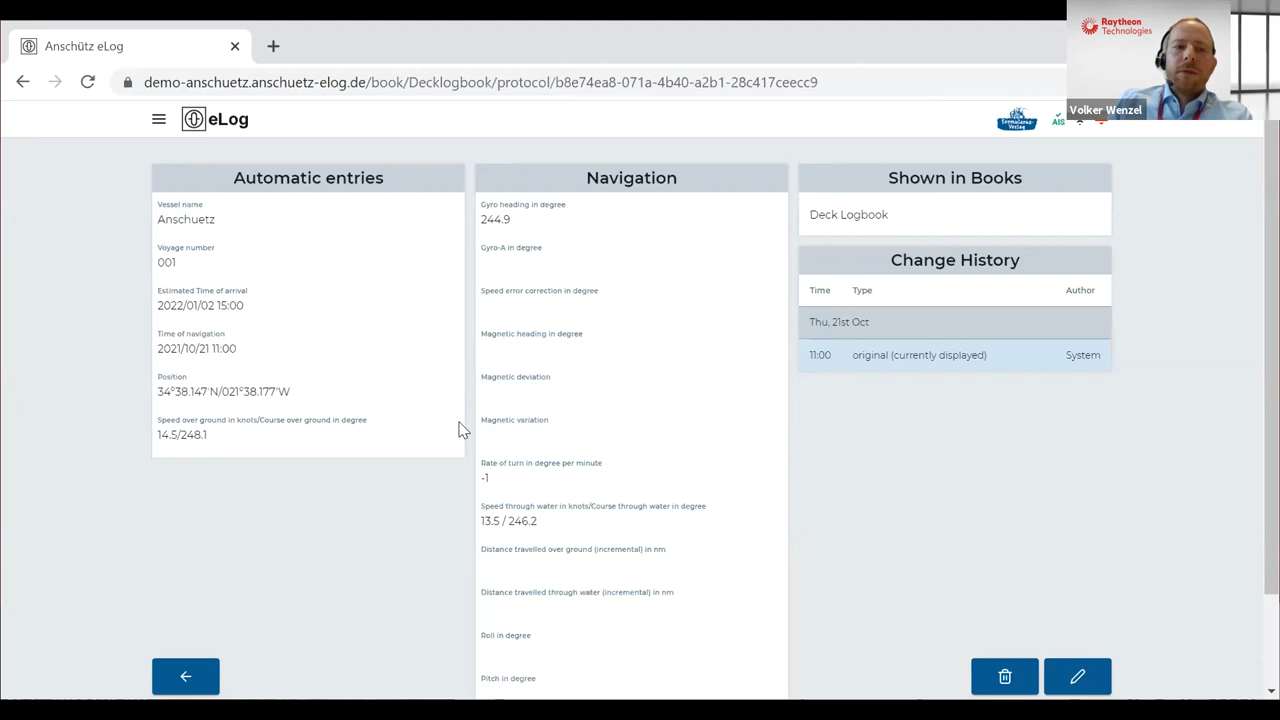 Anschütz eLog
demo-anschuetz.anschuetz-elog.de/book/Decklogbook/protocol/b8e74ea8-071a-4b40-a2b1-28c417ceecc9
Raytheon
Technologies
Volker Wenzel
eLog
Formularus-
Verlag
AIS
Automatic entries
Vessel name
Anschuetz
Voyage number
001
Estimated Time of arrival
2022/01/02 15:00
Time of navigation
2021/10/21 11:00
Position
34°38.147'N/021°38.177'W
Speed over ground in knots/Course over ground in degree
14.5/248.1
Navigation
Gyro heading in degree
244.9
Gyro-A in degree
Speed error correction in degree
Magnetic heading in degree
Magnetic deviation
Magnetic variation
Rate of turn in degree per minute
-1
Speed through water in knots/Course through water in degree
13.5 / 246.2
Distance travelled over ground (incremental) in nm
Distance travelled through water (incremental) in nm
Roll in degree
Pitch in degree
Shown in Books
Deck Logbook
Change History
Time Type Author
Thu, 21st Oct
11:00 original (currently displayed) System